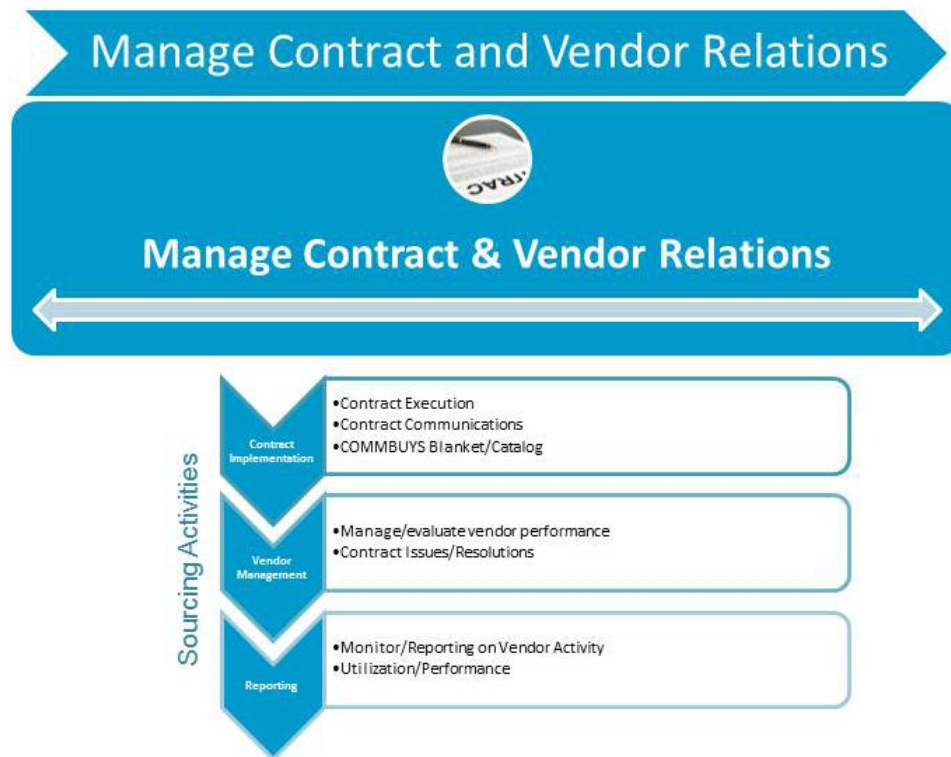 Manage Contract and Vendor Relations
.TRAC
Manage Contract & Vendor Relations
Sourcing Activities
Contract
Implementation
•Contract Execution
•Contract Communications
•COMMBUYS Blanket/Catalog
Vendor
Management
•Manage/evaluate vendor performance
•Contract Issues/Resolutions
Reporting
•Monitor/Reporting on Vendor Activity
•Utilization/Performance